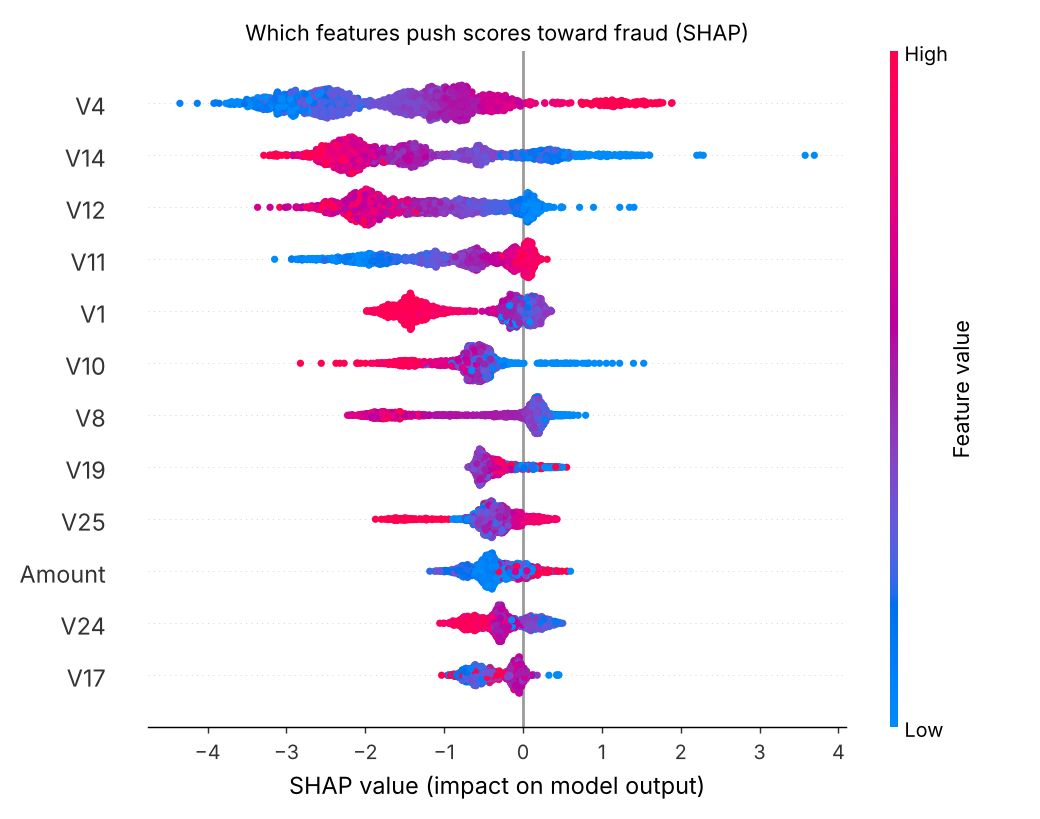 Which features push scores toward fraud (SHAP)
High
V4
V14
V12
V11
V1
V10
V8
V19
V25
Amount
V24
V17
Feature value
Low
−4 −3 −2 −1 0 1 2 3 4
SHAP value (impact on model output)